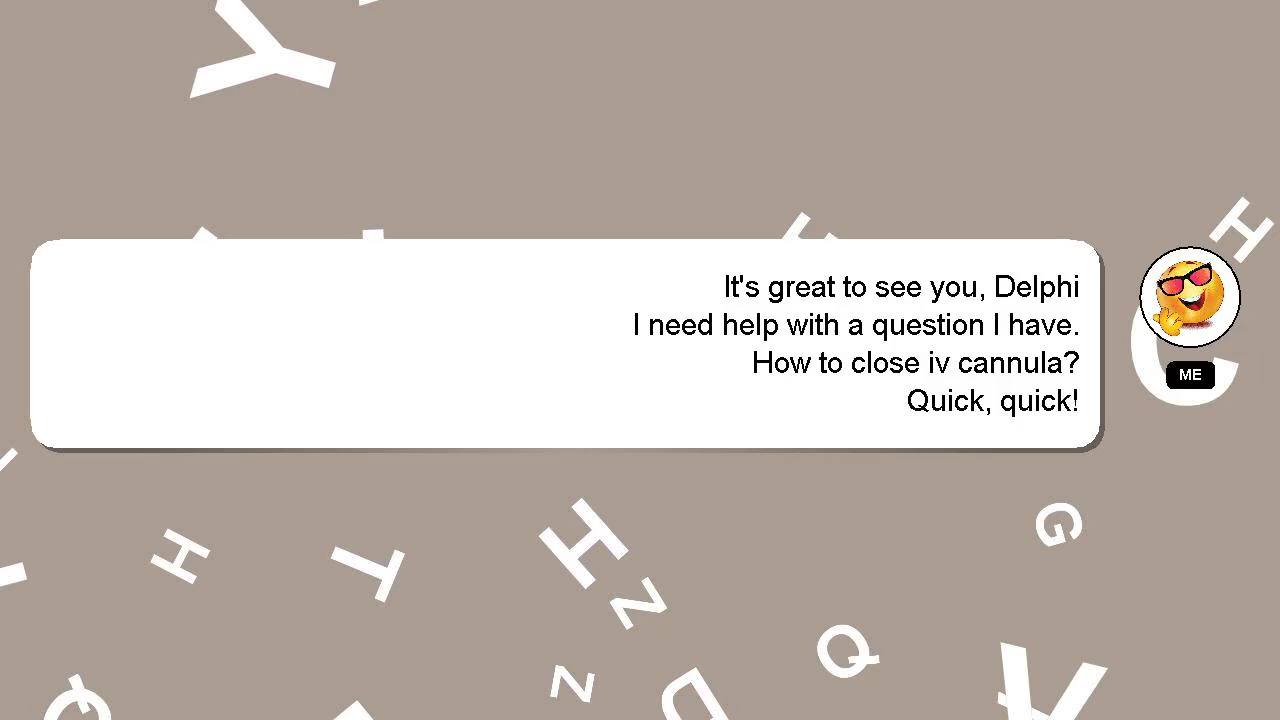 It's great to see you, Delphi
I need help with a question I have.
How to close iv cannula?
Quick, quick!
ME